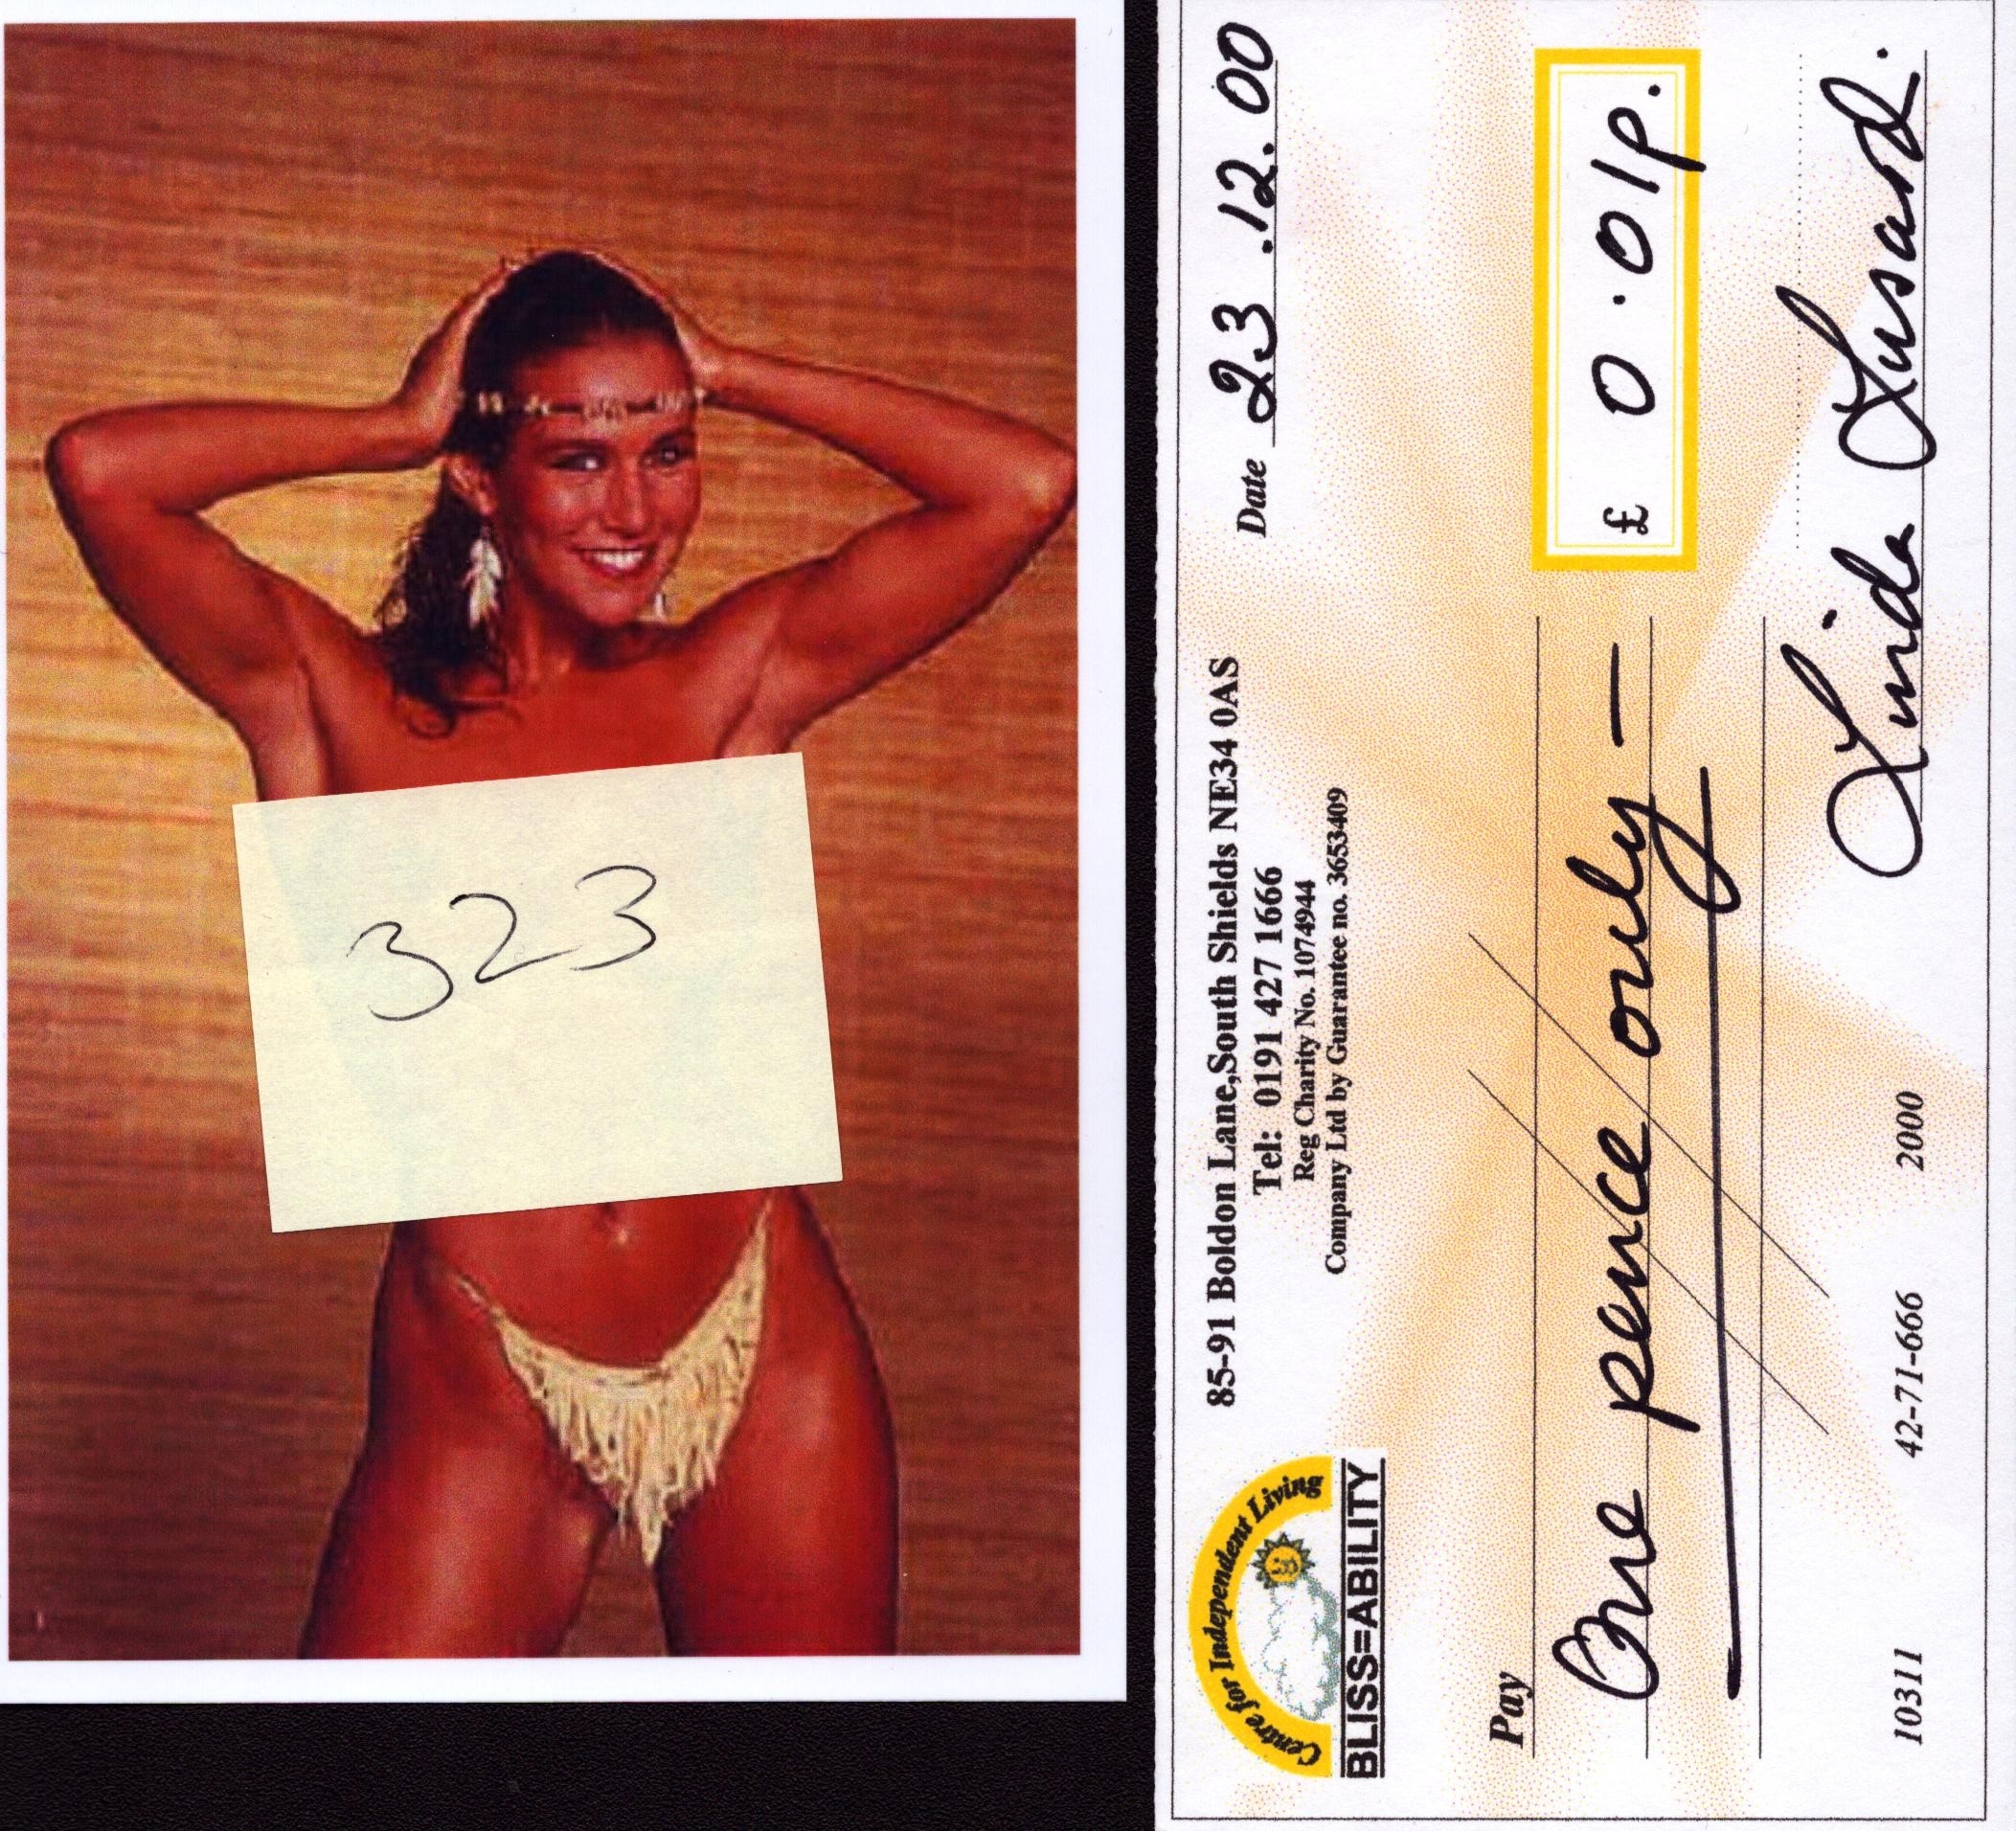 323
Centre for Independent Living
BLISS=ABILITY
85-91 Boldon Lane,South Shields NE34 0AS
Tel: 0191 427 1666
Reg Charity No. 1074944
Company Ltd by Guarantee no. 3653409
Date 23.12.00
Pay
One pence only —
£ 0.01p.
Linda Lusard.
10311 42-71-666 2000